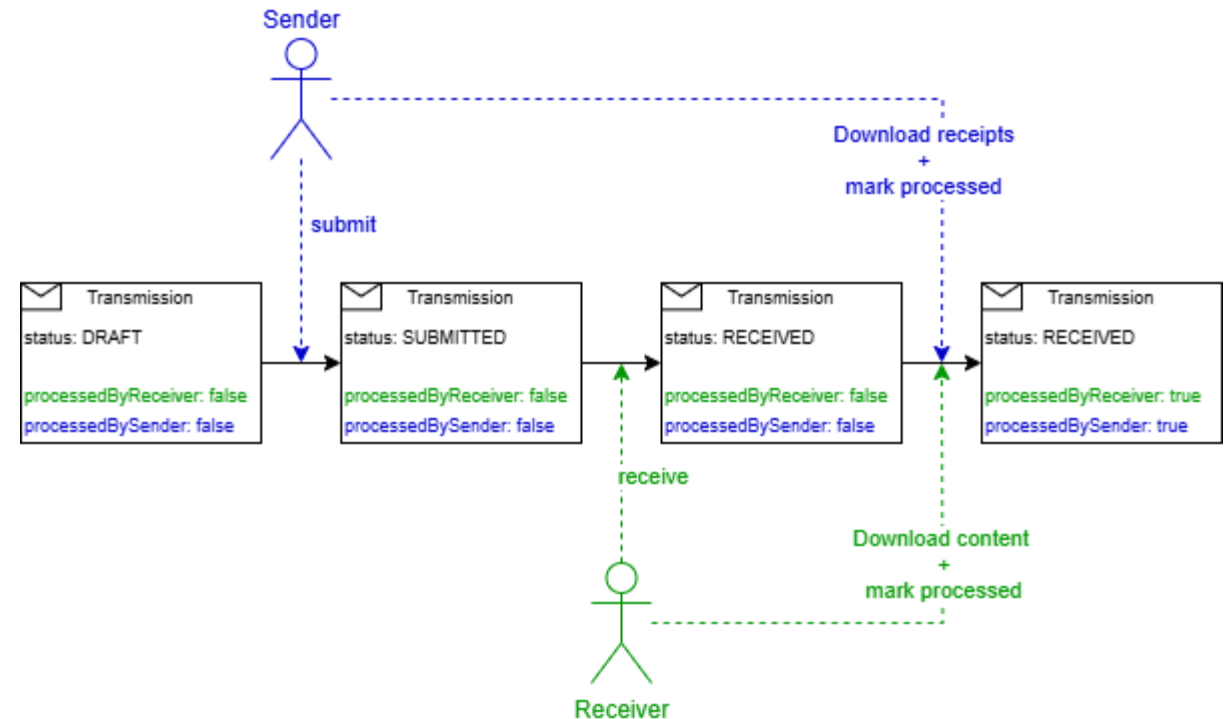 Sender
Download receipts
+
mark processed
submit
Transmission
status: DRAFT
processedByReceiver: false
processedBySender: false
Transmission
status: SUBMITTED
processedByReceiver: false
processedBySender: false
Transmission
status: RECEIVED
processedByReceiver: false
processedBySender: false
Transmission
status: RECEIVED
processedByReceiver: true
processedBySender: true
receive
Download content
+
mark processed
Receiver